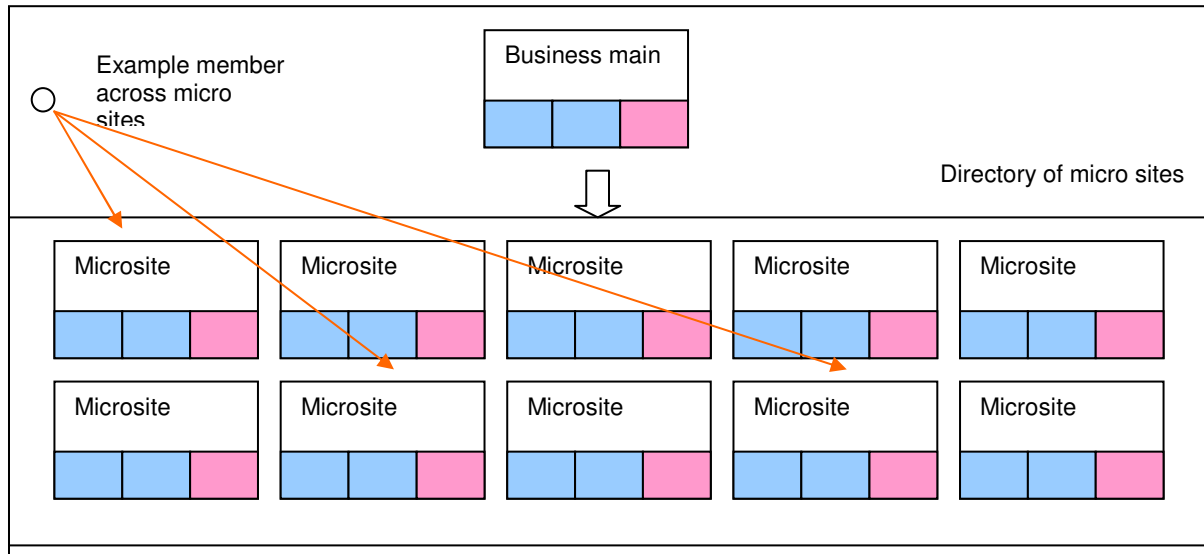 Example member
across micro
sites
Business main
Directory of micro sites
Microsite
Microsite
Microsite
Microsite
Microsite
Microsite
Microsite
Microsite
Microsite
Microsite